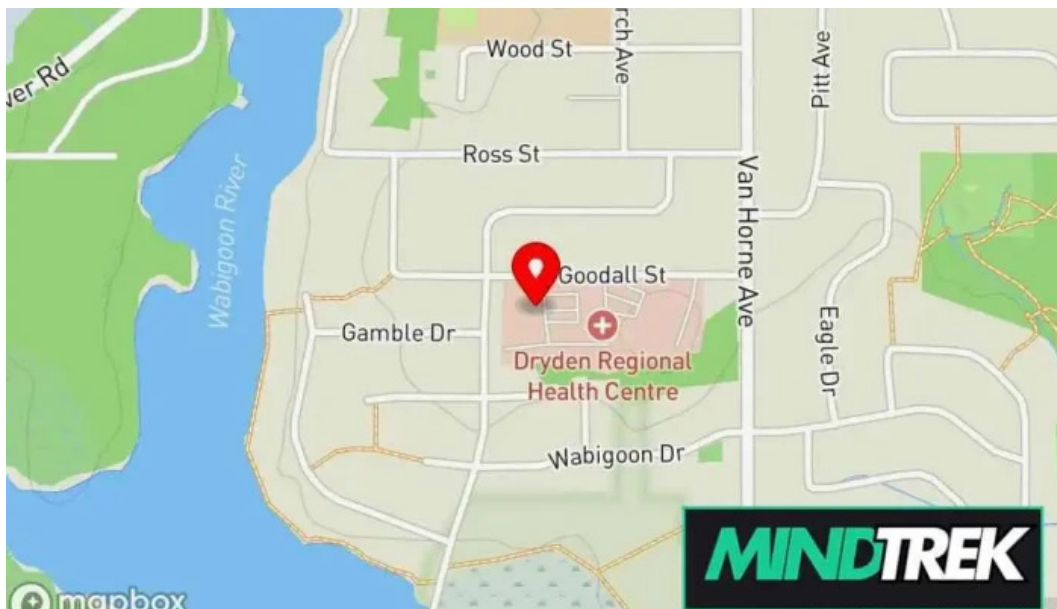 Wood St
rch Ave
Pitt Ave
ver Rd
Ross St
Wabigoon River
Van Horne Ave
Goodall St
Gamble Dr
Eagle Dr
Dryden Regional
Health Centre
Wabigoon Dr
MINDTREK
mapbox